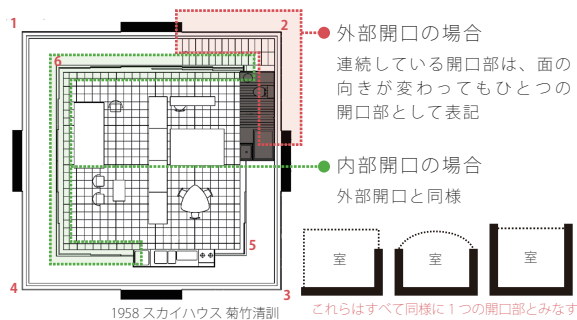 1
2
6
5
4
3
1958 スカイハウス 菊竹清訓
外部開口の場合
連続している開口部は、面の
向きが変わってもひとつの
開口部として表記
内部開口の場合
外部開口と同様
室
室
室
これらはすべて同様に1つの開口部とみなす